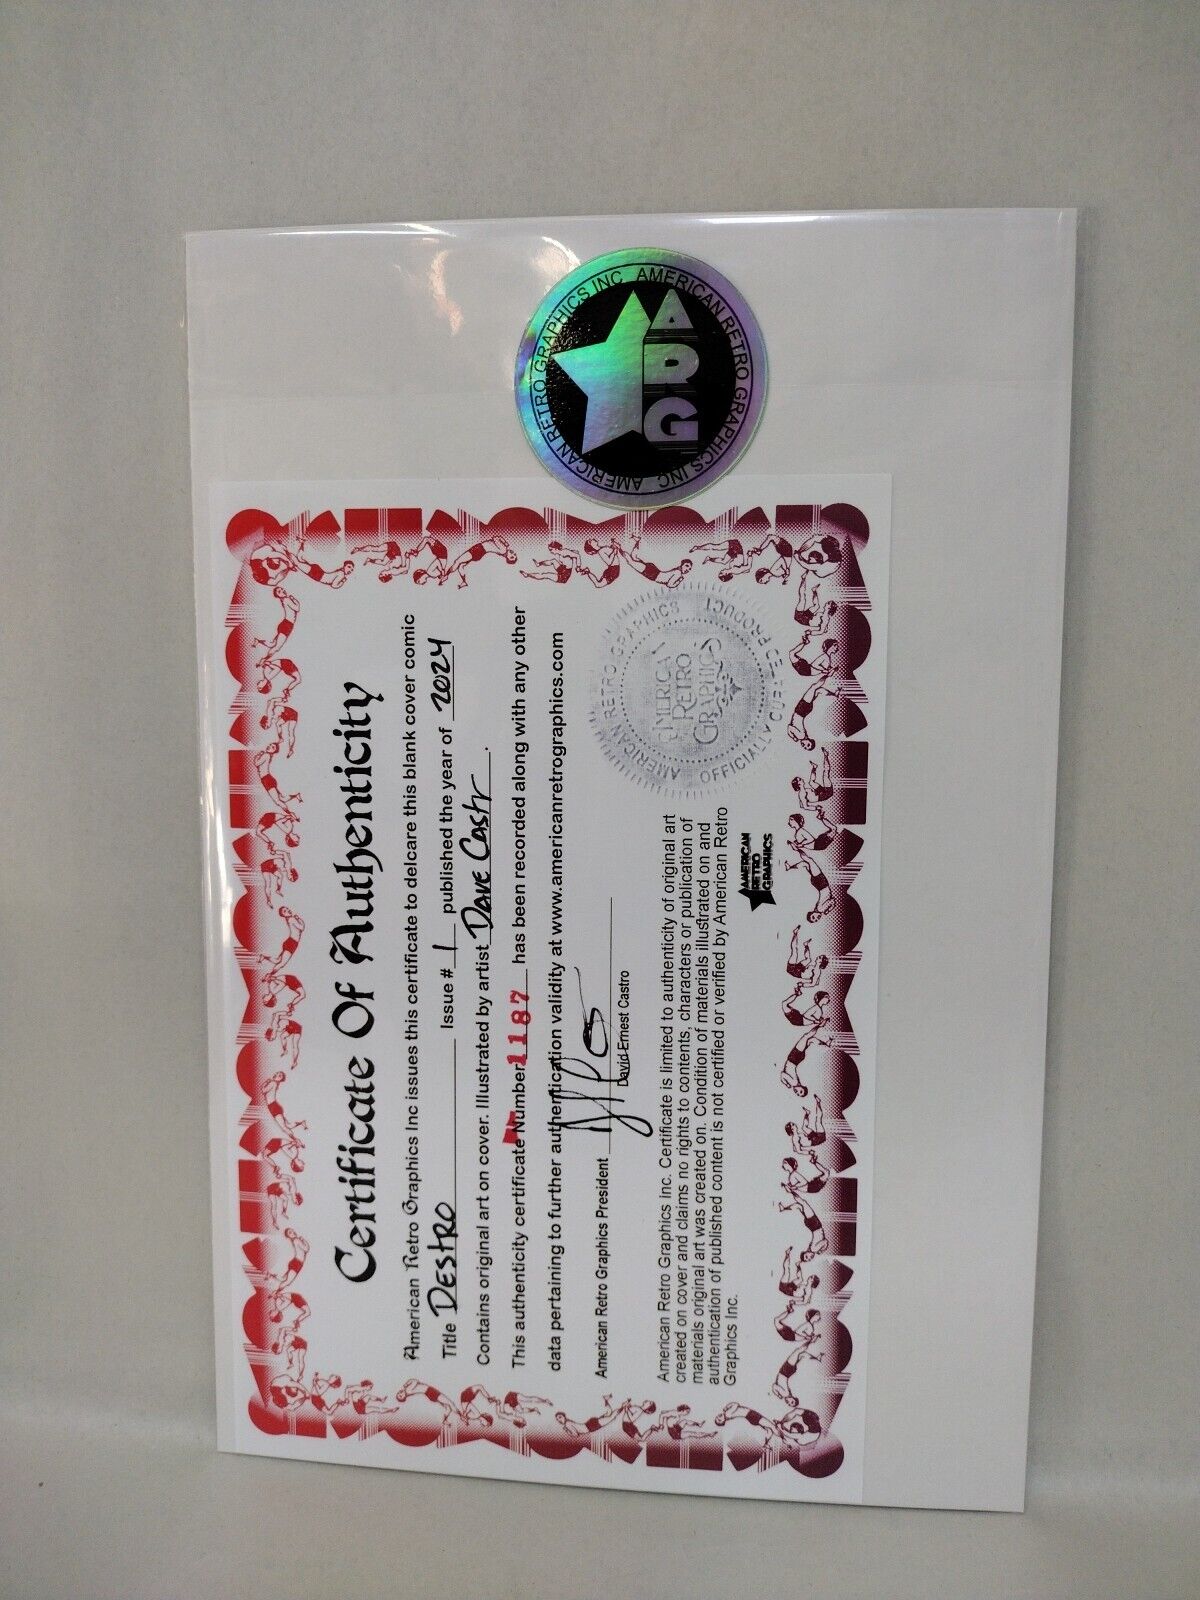 Certificate Of Authenticity
American Retro Graphics Inc issues this certificate to delcare this blank cover comic
Title DESTRO Issue # 1 published the year of 2024
Contains original art on cover. Illustrated by artist Dave Castr.
This authenticity certificate Number 1187 has been recorded along with any other
data pertaining to further authentication validity at www.americanretrographics.com
American Retro Graphics President
David Ernest Castro
American Retro Graphics Inc. Certificate is limited to authenticity of original art
created on cover and claims no rights to contents, characters or publication of
materials original art was created on. Condition of materials illustrated on and
authentication of published content is not certified or verified by American Retro
Graphics Inc.
AMERICAN
RETRO
GRAPHICS
AMERICAN RETRO GRAPHICS
OFFICIALLY CURATED PRODUCT
AMERICAN
RETRO
GRAPHICS
AMERICAN RETRO GRAPHICS INC
AMERICAN RETRO GRAPHICS INC
ARG